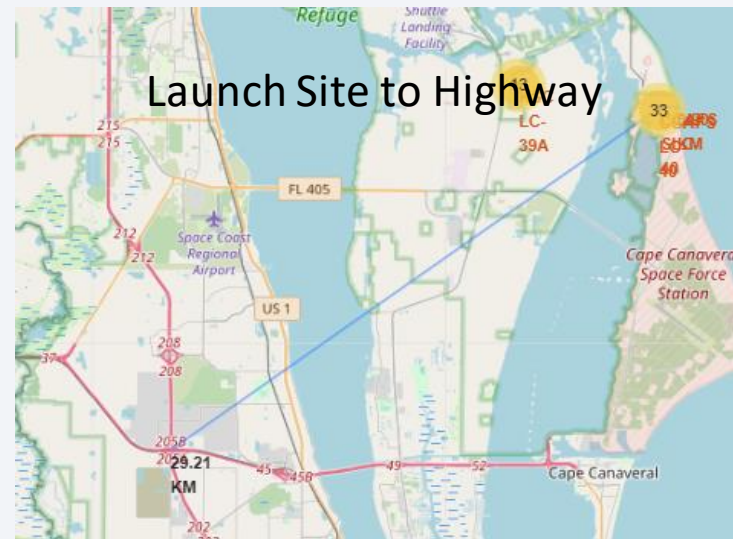 Refuge
Shuttle
Landing
Facility
Launch Site to Highway
13
33
LC-
39A
40
215
215
FL 405
212
212
Space Coast
Regional
Airport
Cape Canaveral
Space Force
Station
US 1
208
208
37
205B
29.21
KM
45
45B
49
52
Cape Canaveral
202